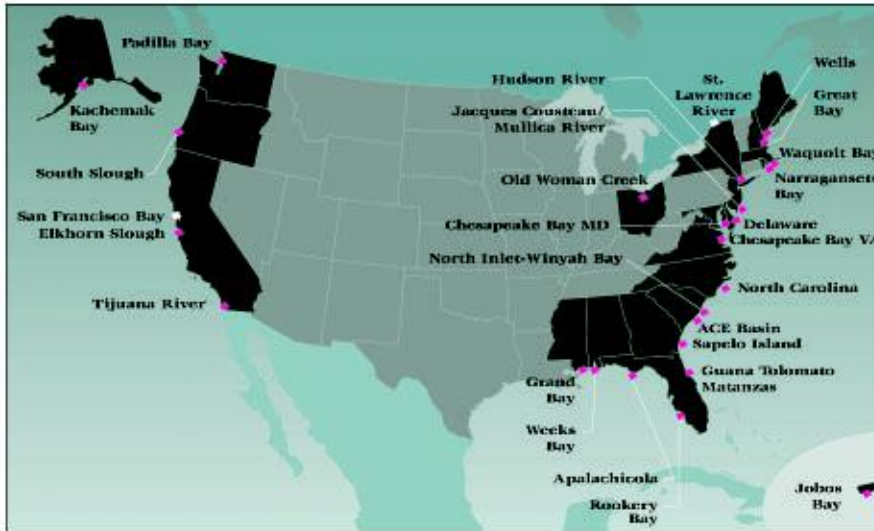 Padilla Bay
Kachemak
Bay
South Slough
San Francisco Bay
Elkhorn Slough
Tijuana River
Hudson River
Jacques Cousteau/
Mullica River
Old Woman Creek
Chesapeake Bay MD
North Inlet-Winyah Bay
St.
Lawrence
River
Wells
Great
Bay
Waquoit Bay
Narragansett
Bay
Delaware
Chesapeake Bay VA
North Carolina
ACE Basin
Sapelo Island
Guana Tolomato
Matanzas
Grand
Bay
Weeks
Bay
Apalachicola
Rookery
Bay
Jobos
Bay